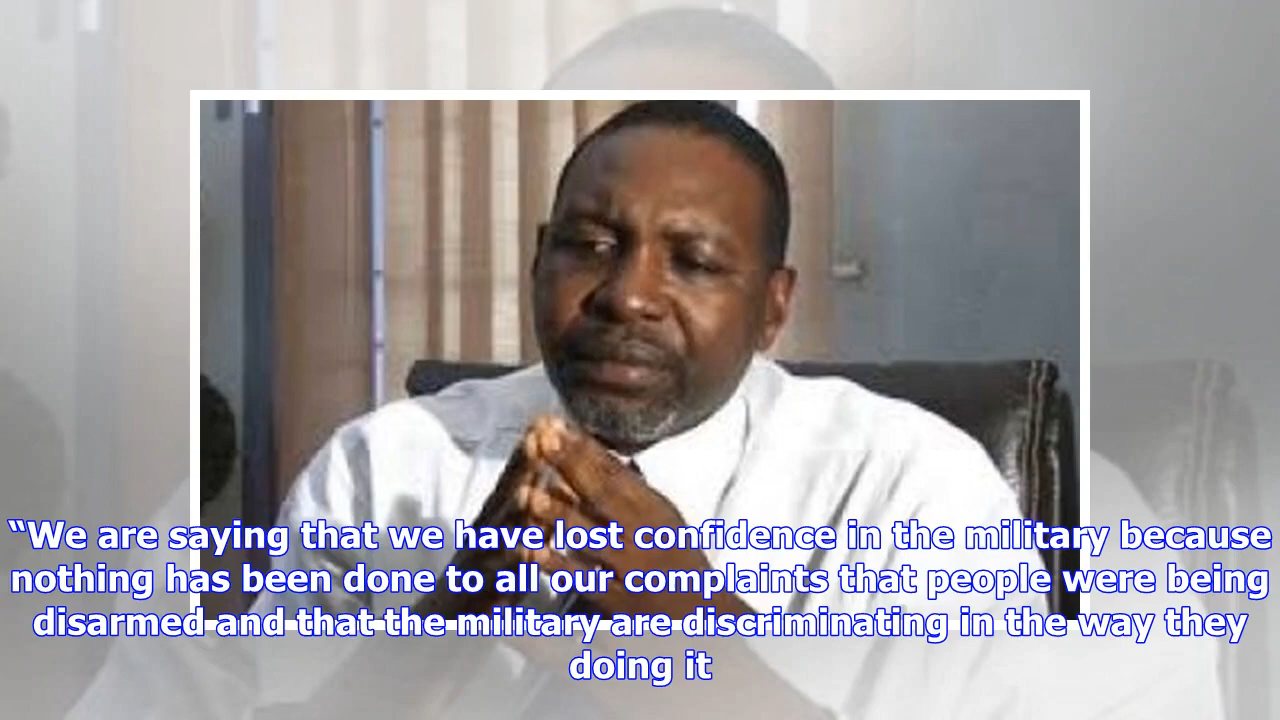 “We are saying that we have lost confidence in the military because
nothing has been done to all our complaints that people were being
disarmed and that the military are discriminating in the way they
doing it